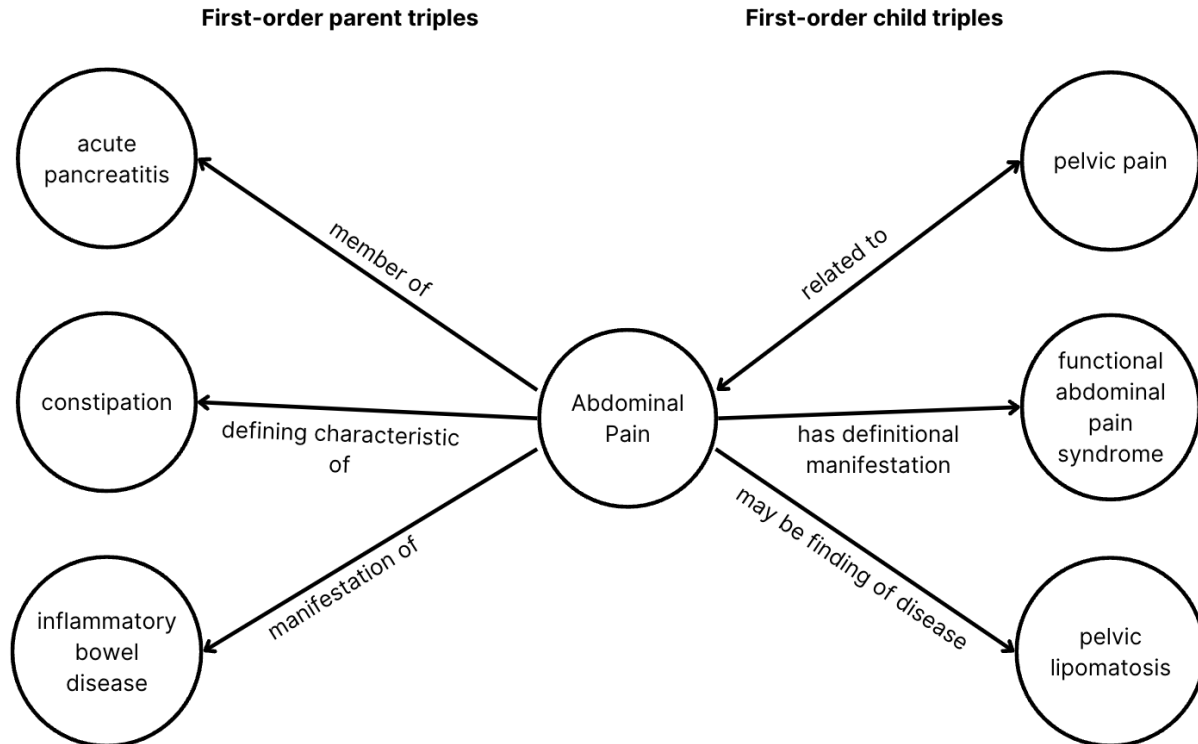 First-order parent triples
First-order child triples
acute
pancreatitis
member of
constipation
defining characteristic
of
inflammatory
bowel
disease
manifestation of
Abdominal
Pain
related to
pelvic pain
has definitional
manifestation
functional
abdominal
pain
syndrome
may be finding of disease
pelvic
lipomatosis